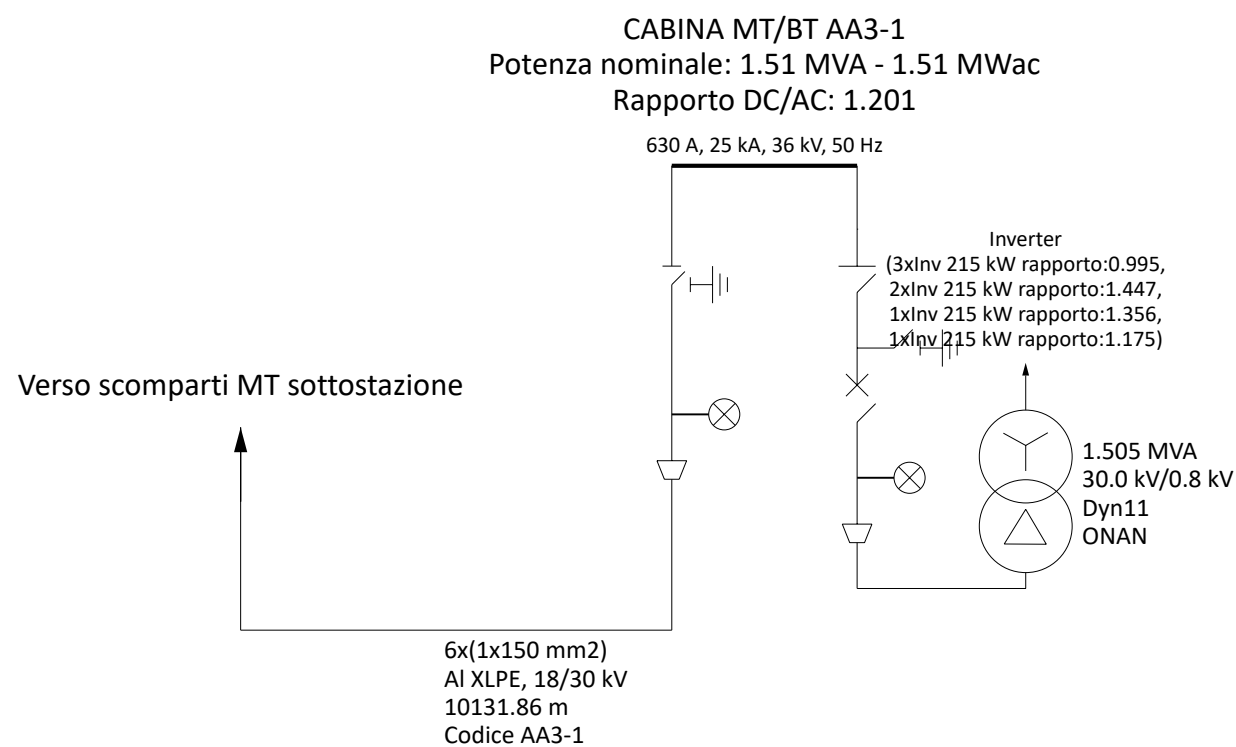 CABINA MT/BT AA3-1
Potenza nominale: 1.51 MVA - 1.51 MWac
Rapporto DC/AC: 1.201
630 A, 25 kA, 36 kV, 50 Hz
Inverter
(3xInv 215 kW rapporto:0.995,
2xInv 215 kW rapporto:1.447,
1xInv 215 kW rapporto:1.356,
1xInv 215 kW rapporto:1.175)
Verso scomparti MT sottostazione
1.505 MVA
30.0 kV/0.8 kV
Dyn11
ONAN
6x(1x150 mm2)
Al XLPE, 18/30 kV
10131.86 m
Codice AA3-1